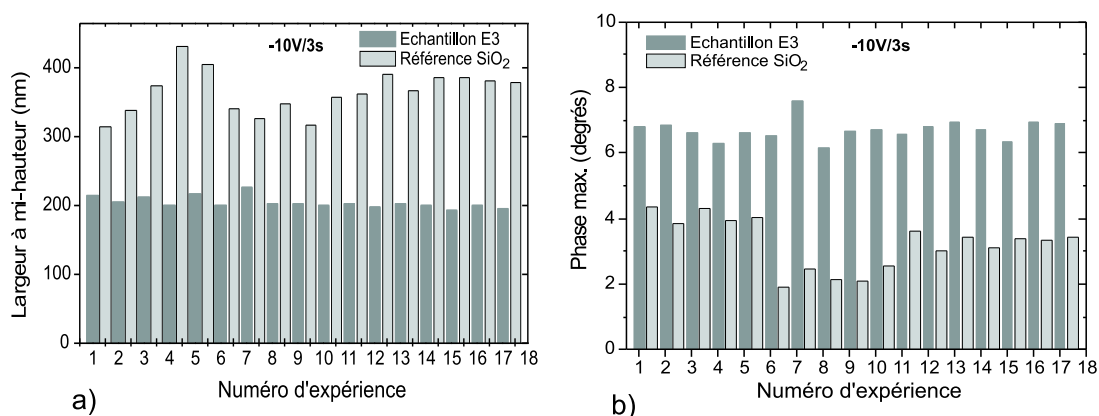 -10V/3s
Echantillon E3
Référence SiO2
Largeur à mi-hauteur (nm)
400
300
200
100
0
1 2 3 4 5 6 7 8 9 10 11 12 13 14 15 16 17 18
Numéro d'expérience
a)
-10V/3s
Echantillon E3
Référence SiO2
Phase max. (degrés)
10
8
6
4
2
0
1 2 3 4 5 6 7 8 9 10 11 12 13 14 15 16 17 18
Numéro d'expérience
b)